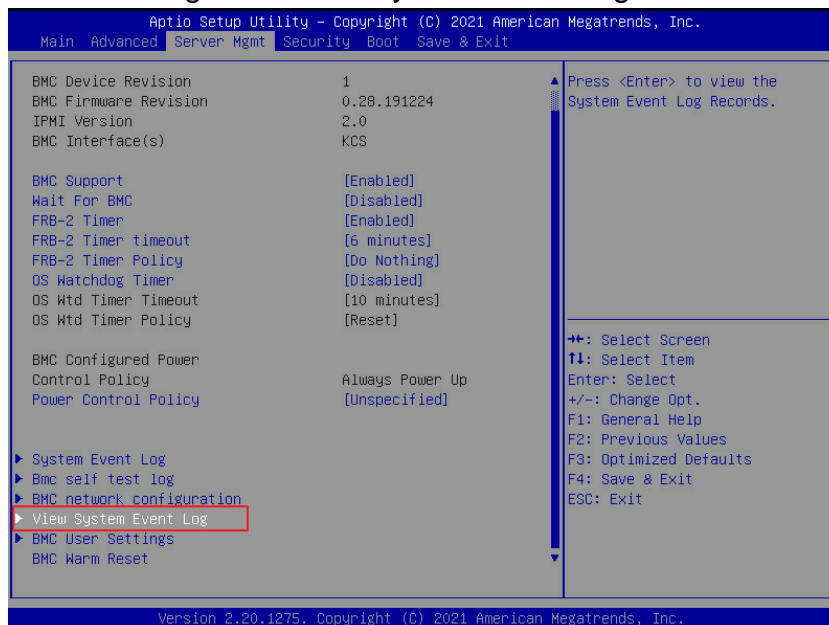 Aptio Setup Utility – Copyright (C) 2021 American Megatrends, Inc.
Main Advanced Server Mgmt Security Boot Save & Exit
BMC Device Revision 1
BMC Firmware Revision 0.28.191224
IPMI Version 2.0
BMC Interface(s) KCS
BMC Support [Enabled]
Wait For BMC [Disabled]
FRB-2 Timer [Enabled]
FRB-2 Timer timeout [6 minutes]
FRB-2 Timer Policy [Do Nothing]
OS Watchdog Timer [Disabled]
OS Wtd Timer Timeout [10 minutes]
OS Wtd Timer Policy [Reset]
BMC Configured Power
Control Policy Always Power Up
Power Control Policy [Unspecified]
System Event Log
Bmc self test log
BMC network configuration
View System Event Log
BMC User Settings
BMC Warm Reset
Press <Enter> to view the
System Event Log Records.
→←: Select Screen
↑↓: Select Item
Enter: Select
+/-: Change Opt.
F1: General Help
F2: Previous Values
F3: Optimized Defaults
F4: Save & Exit
ESC: Exit
Version 2.20.1275. Copyright (C) 2021 American Megatrends, Inc.